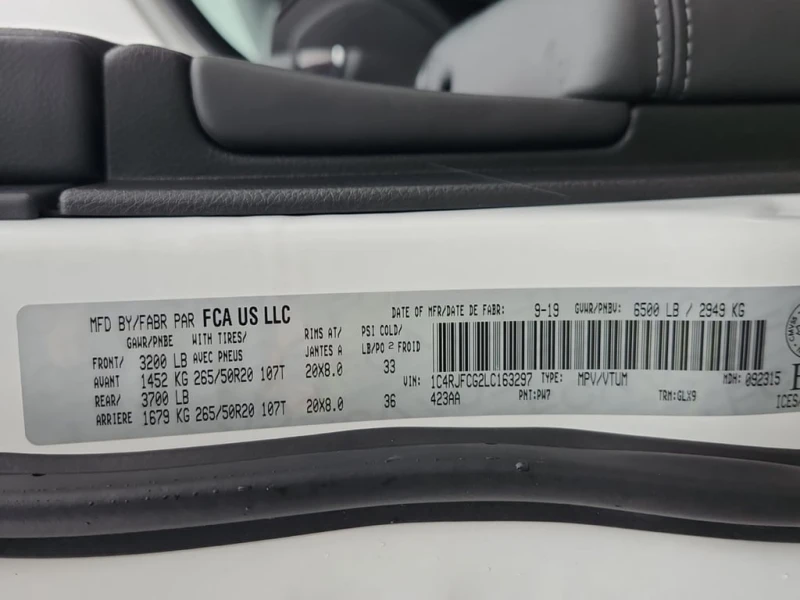 MFD BY/FABR PAR FCA US LLC
DATE OF MFR/DATE DE FABR: 9-19 GVWR/PNBV: 6500 LB / 2949 KG
GAWR/PNBE WITH TIRES/ RIMS AT/ PSI COLD/
AVEC PNEUS JANTES A LB/PO² FROID
FRONT/ 3200 LB
AVANT 1452 KG 265/50R20 107T 20X8.0 33
REAR/ 3700 LB
ARRIERE 1679 KG 265/50R20 107T 20X8.0 36
VIN: 1C4RJFCG2LC163297 TYPE: MPV/VTUM MDH: 092315
423AA PNT:PW7 TRM:GLX9